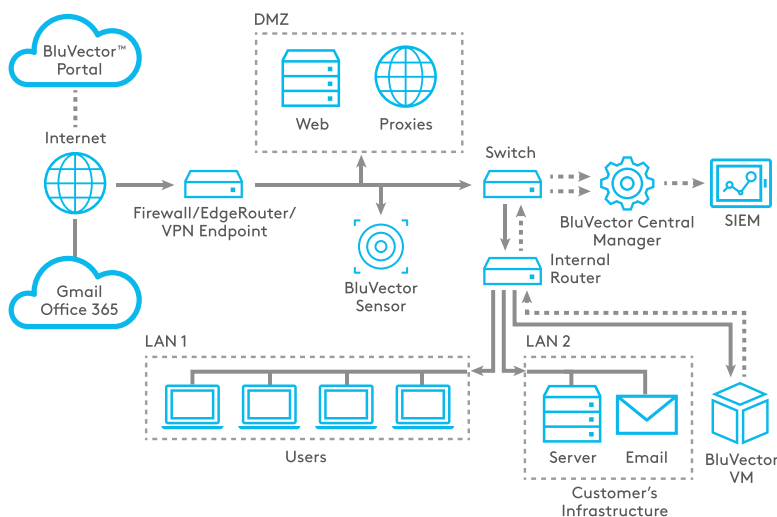 DMZ
BluVector™
Portal
Internet
Web
Proxies
Switch
Firewall/EdgeRouter/
VPN Endpoint
BluVector Central
Manager
SIEM
BluVector
Sensor
Internal
Router
Gmail
Office 365
LAN 1
LAN 2
Users
Server
Email
BluVector
VM
Customer’s
Infrastructure